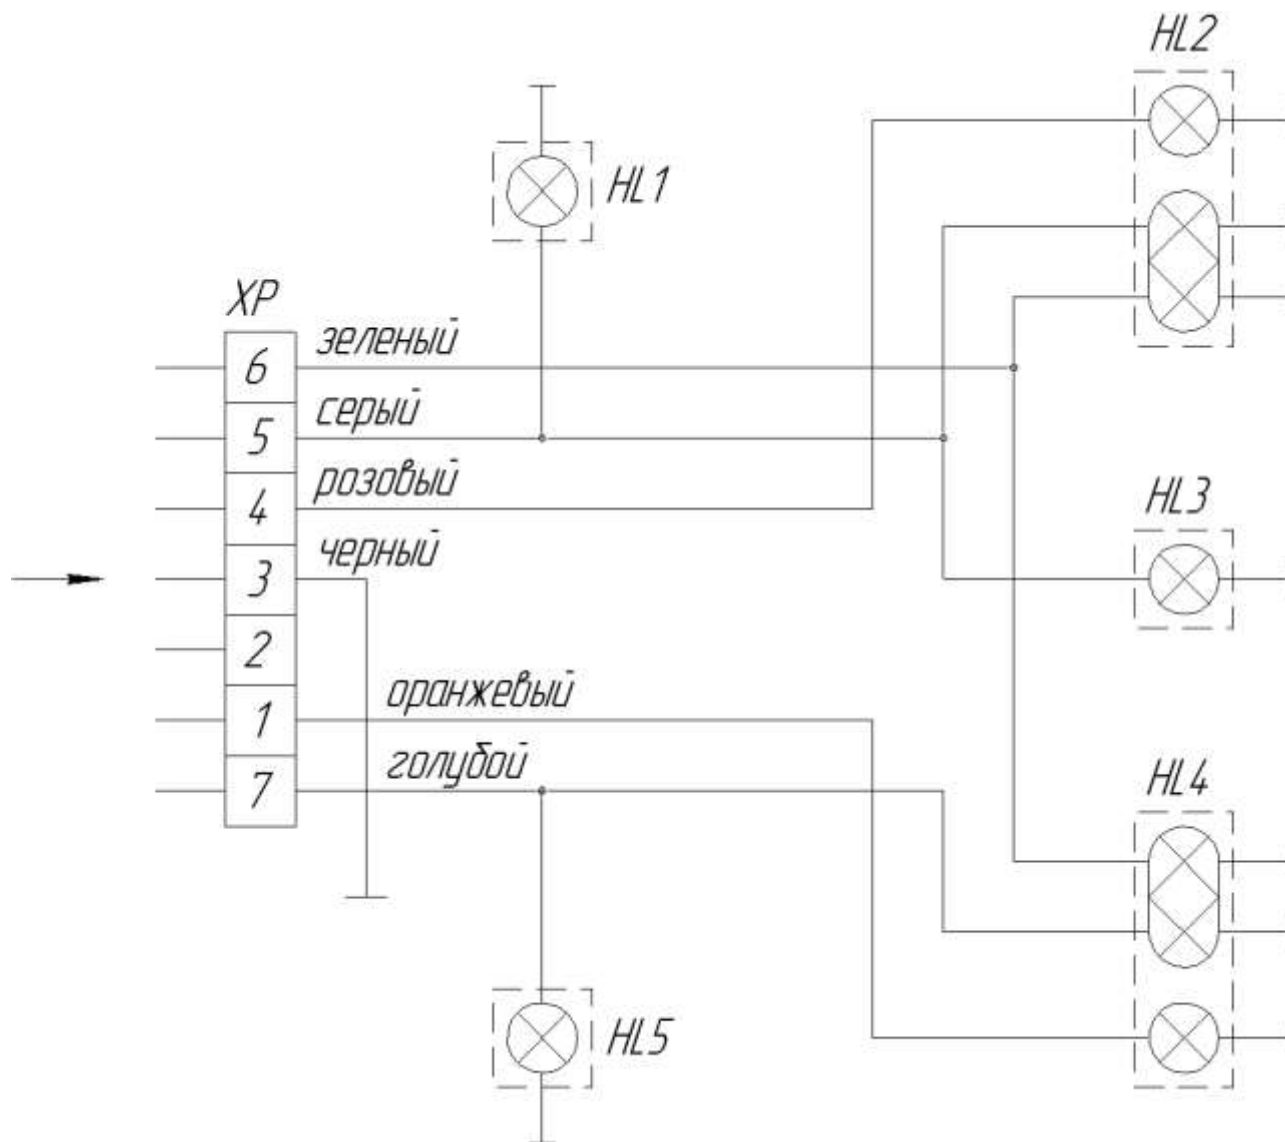 HL2
HL1
XP
6 зеленый
5 серый
4 розовый
HL3
3 черный
2
1 оранжевый
7 голубой
HL4
HL5